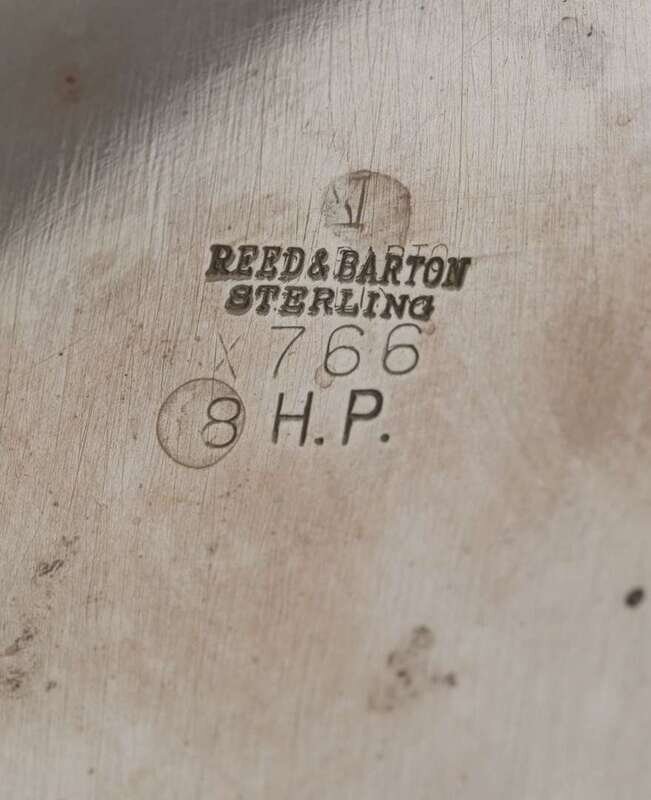 REED & BARTON
STERLING
X766
8 H.P.